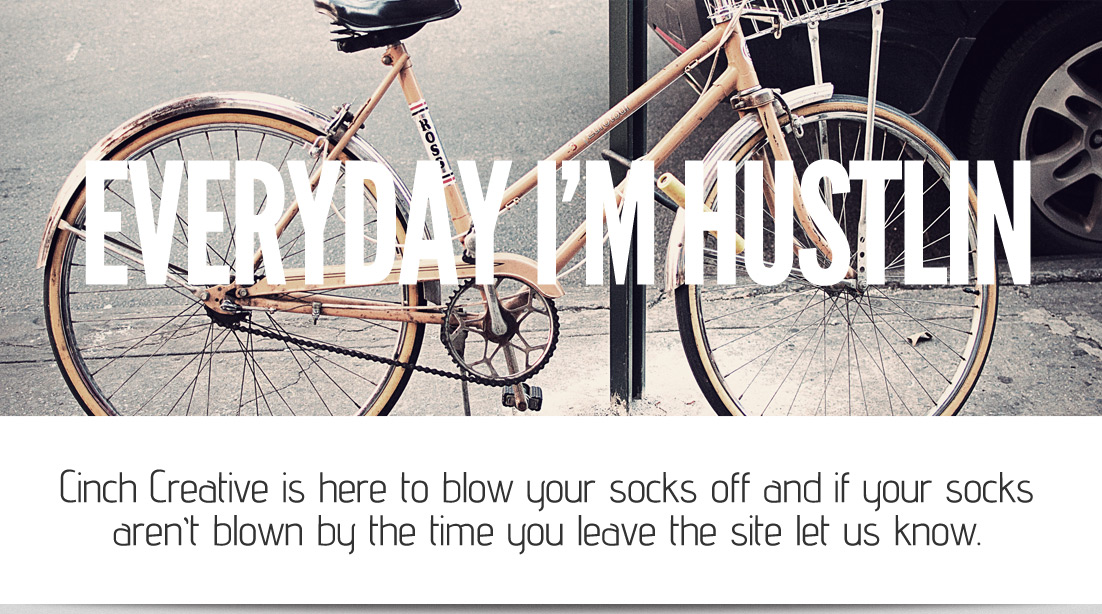 ROSS
EVERYDAY I'M HUSTLIN
Cinch Creative is here to blow your socks off and if your socks
aren't blown by the time you leave the site let us know.